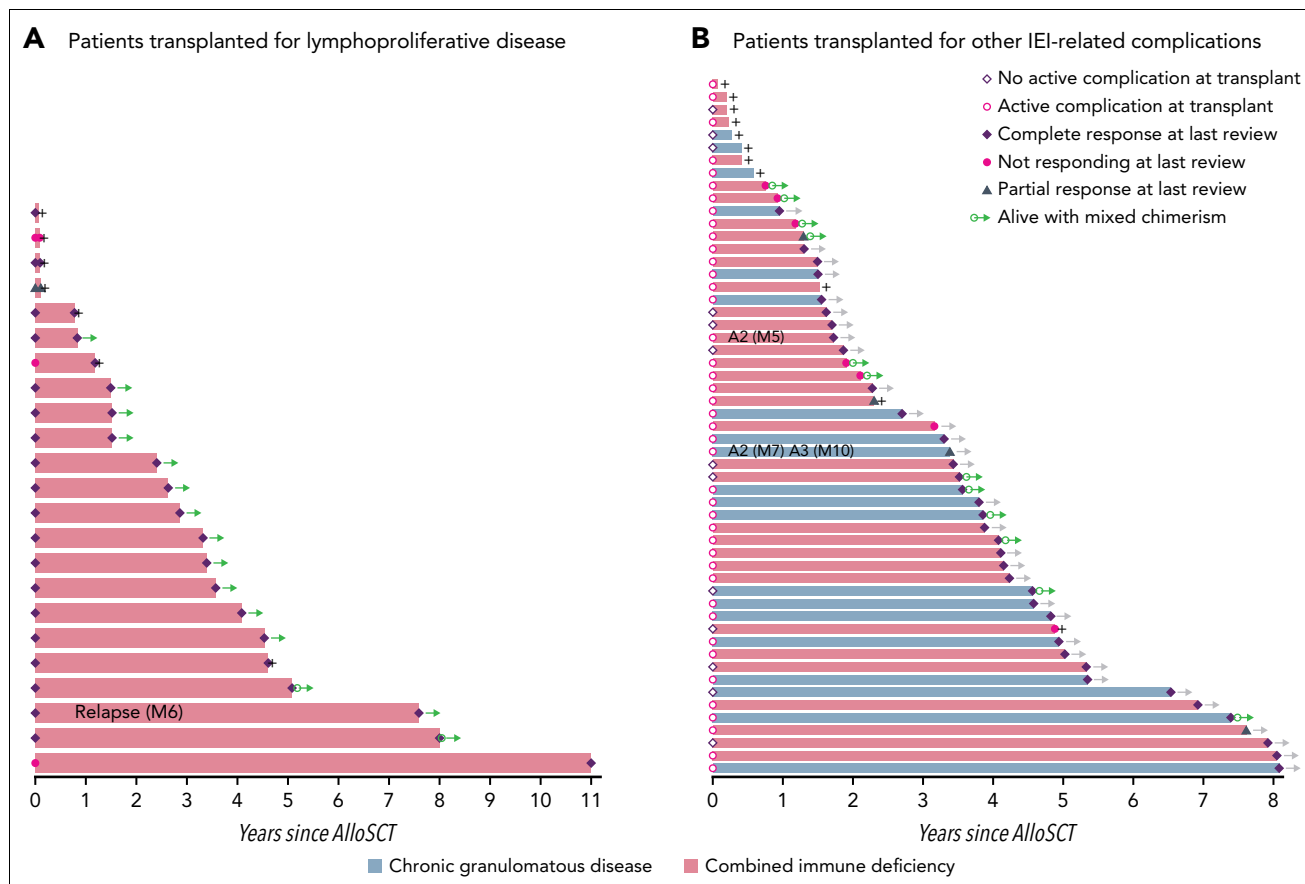 A Patients transplanted for lymphoproliferative disease
Relapse (M6)
0 1 2 3 4 5 6 7 8 9 10 11
Years since AlloSCT
B Patients transplanted for other IEI-related complications
No active complication at transplant
Active complication at transplant
Complete response at last review
Not responding at last review
Partial response at last review
Alive with mixed chimerism
A2 (M5)
A2 (M7) A3 (M10)
0 1 2 3 4 5 6 7 8
Years since AlloSCT
Chronic granulomatous disease Combined immune deficiency